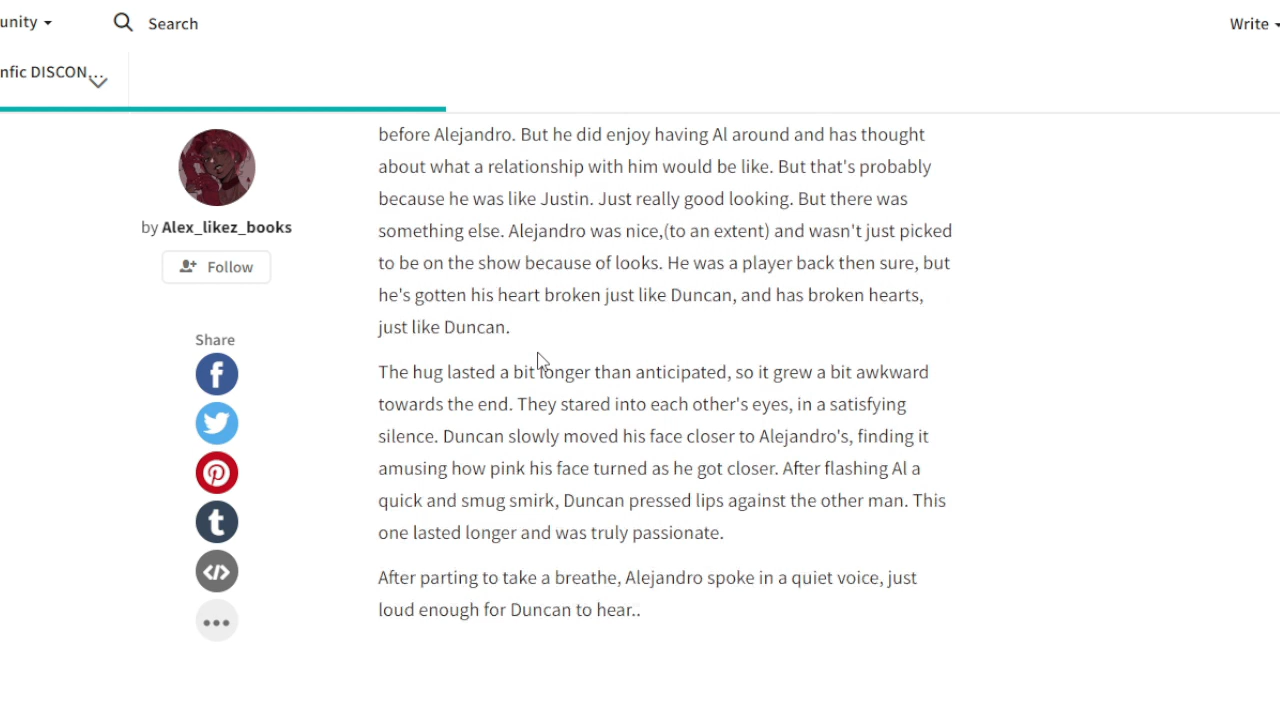 unity
Search
Write
nfic DISCON...
by Alex_likez_books
Follow
Share
before Alejandro. But he did enjoy having Al around and has thought
about what a relationship with him would be like. But that's probably
because he was like Justin. Just really good looking. But there was
something else. Alejandro was nice,(to an extent) and wasn't just picked
to be on the show because of looks. He was a player back then sure, but
he's gotten his heart broken just like Duncan, and has broken hearts,
just like Duncan.
The hug lasted a bit longer than anticipated, so it grew a bit awkward
towards the end. They stared into each other's eyes, in a satisfying
silence. Duncan slowly moved his face closer to Alejandro's, finding it
amusing how pink his face turned as he got closer. After flashing Al a
quick and smug smirk, Duncan pressed lips against the other man. This
one lasted longer and was truly passionate.
After parting to take a breathe, Alejandro spoke in a quiet voice, just
loud enough for Duncan to hear..